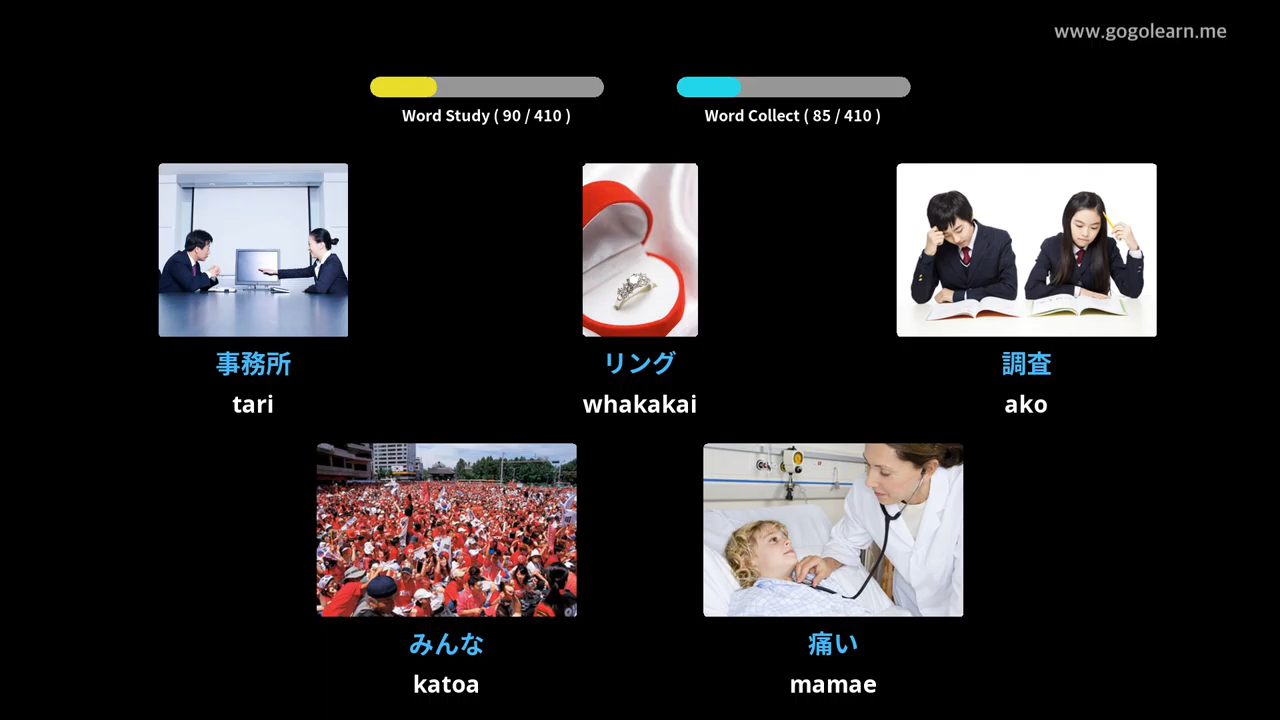 www.gogolearn.me
Word Study ( 90 / 410 )
Word Collect ( 85 / 410 )
事務所
tari
リング
whakakai
調査
ako
みんな
katoa
痛い
mamae